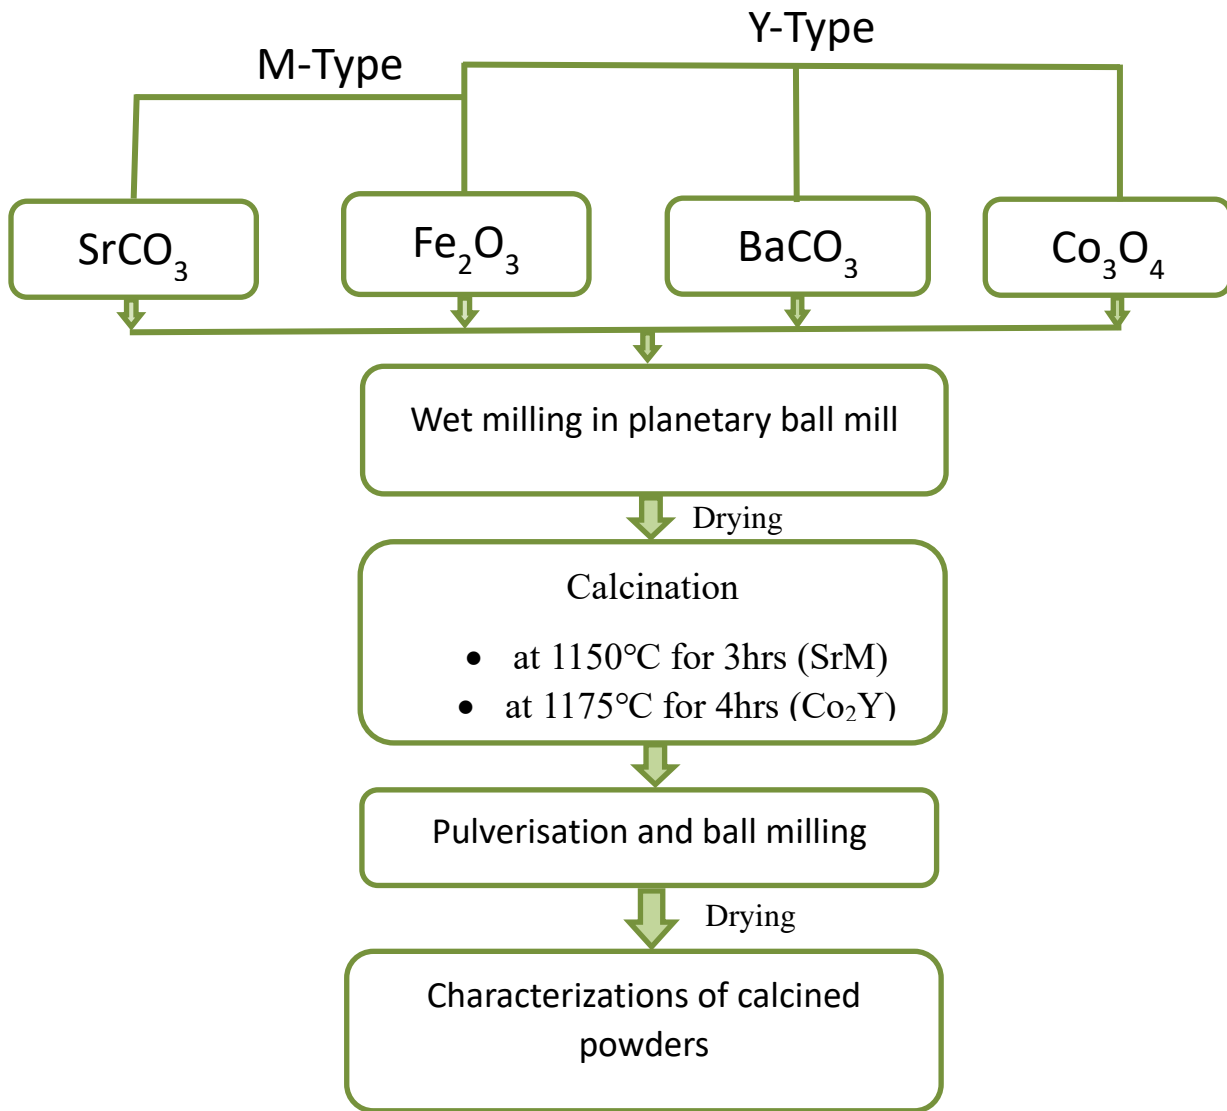 Y-Type
M-Type
SrCO₃
Fe₂O₃
BaCO₃
Co₃O₄
Wet milling in planetary ball mill
Drying
Calcination
• at 1150°C for 3hrs (SrM)
• at 1175°C for 4hrs (Co₂Y)
Pulverisation and ball milling
Drying
Characterizations of calcined
powders